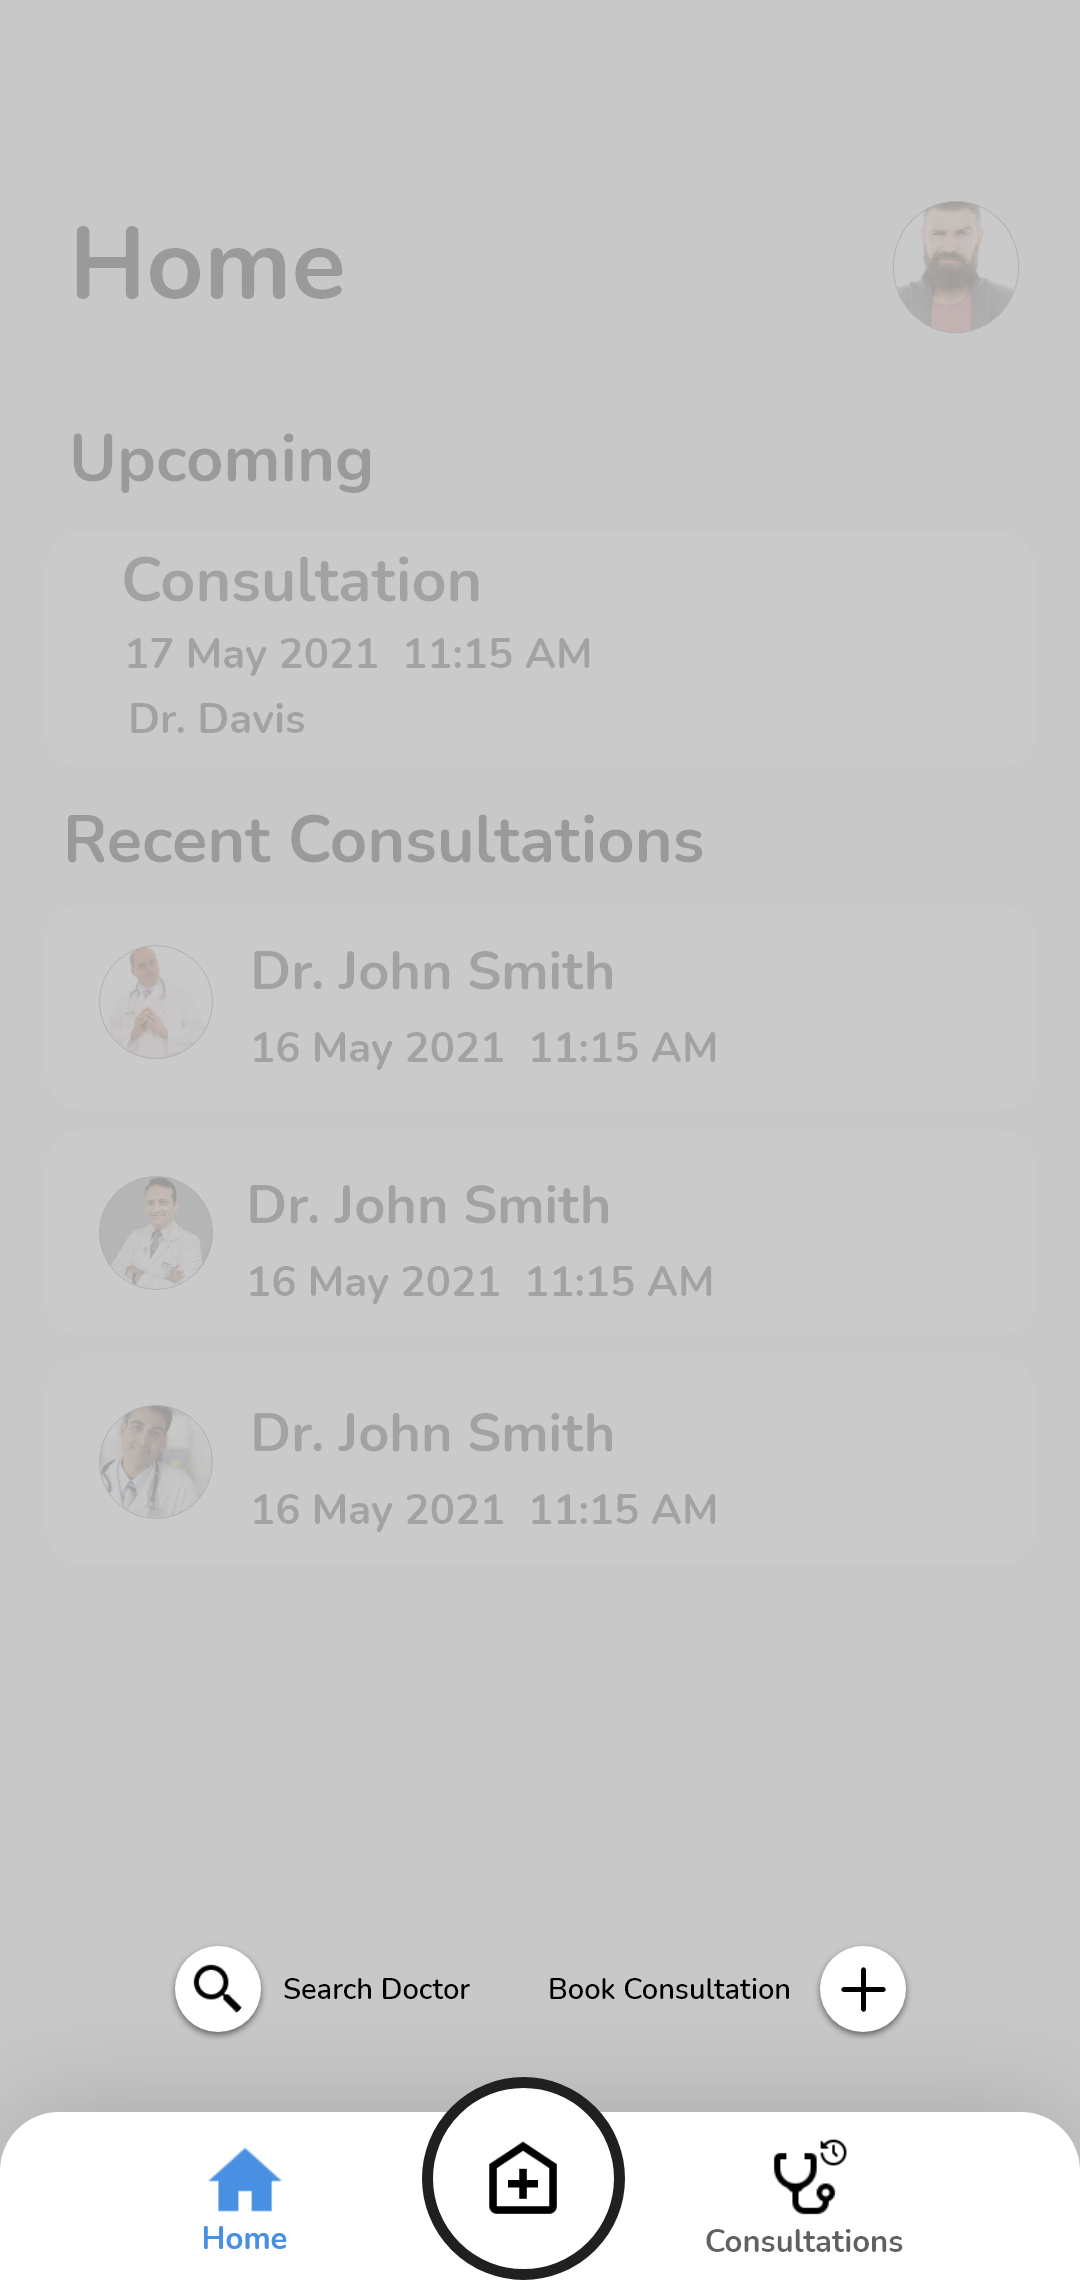 Home
Upcoming
Consultation
17 May 2021 11:15 AM
Dr. Davis
Recent Consultations
Dr. John Smith
16 May 2021 11:15 AM
Dr. John Smith
16 May 2021 11:15 AM
Dr. John Smith
16 May 2021 11:15 AM
Search Doctor
Book Consultation
Home
Consultations